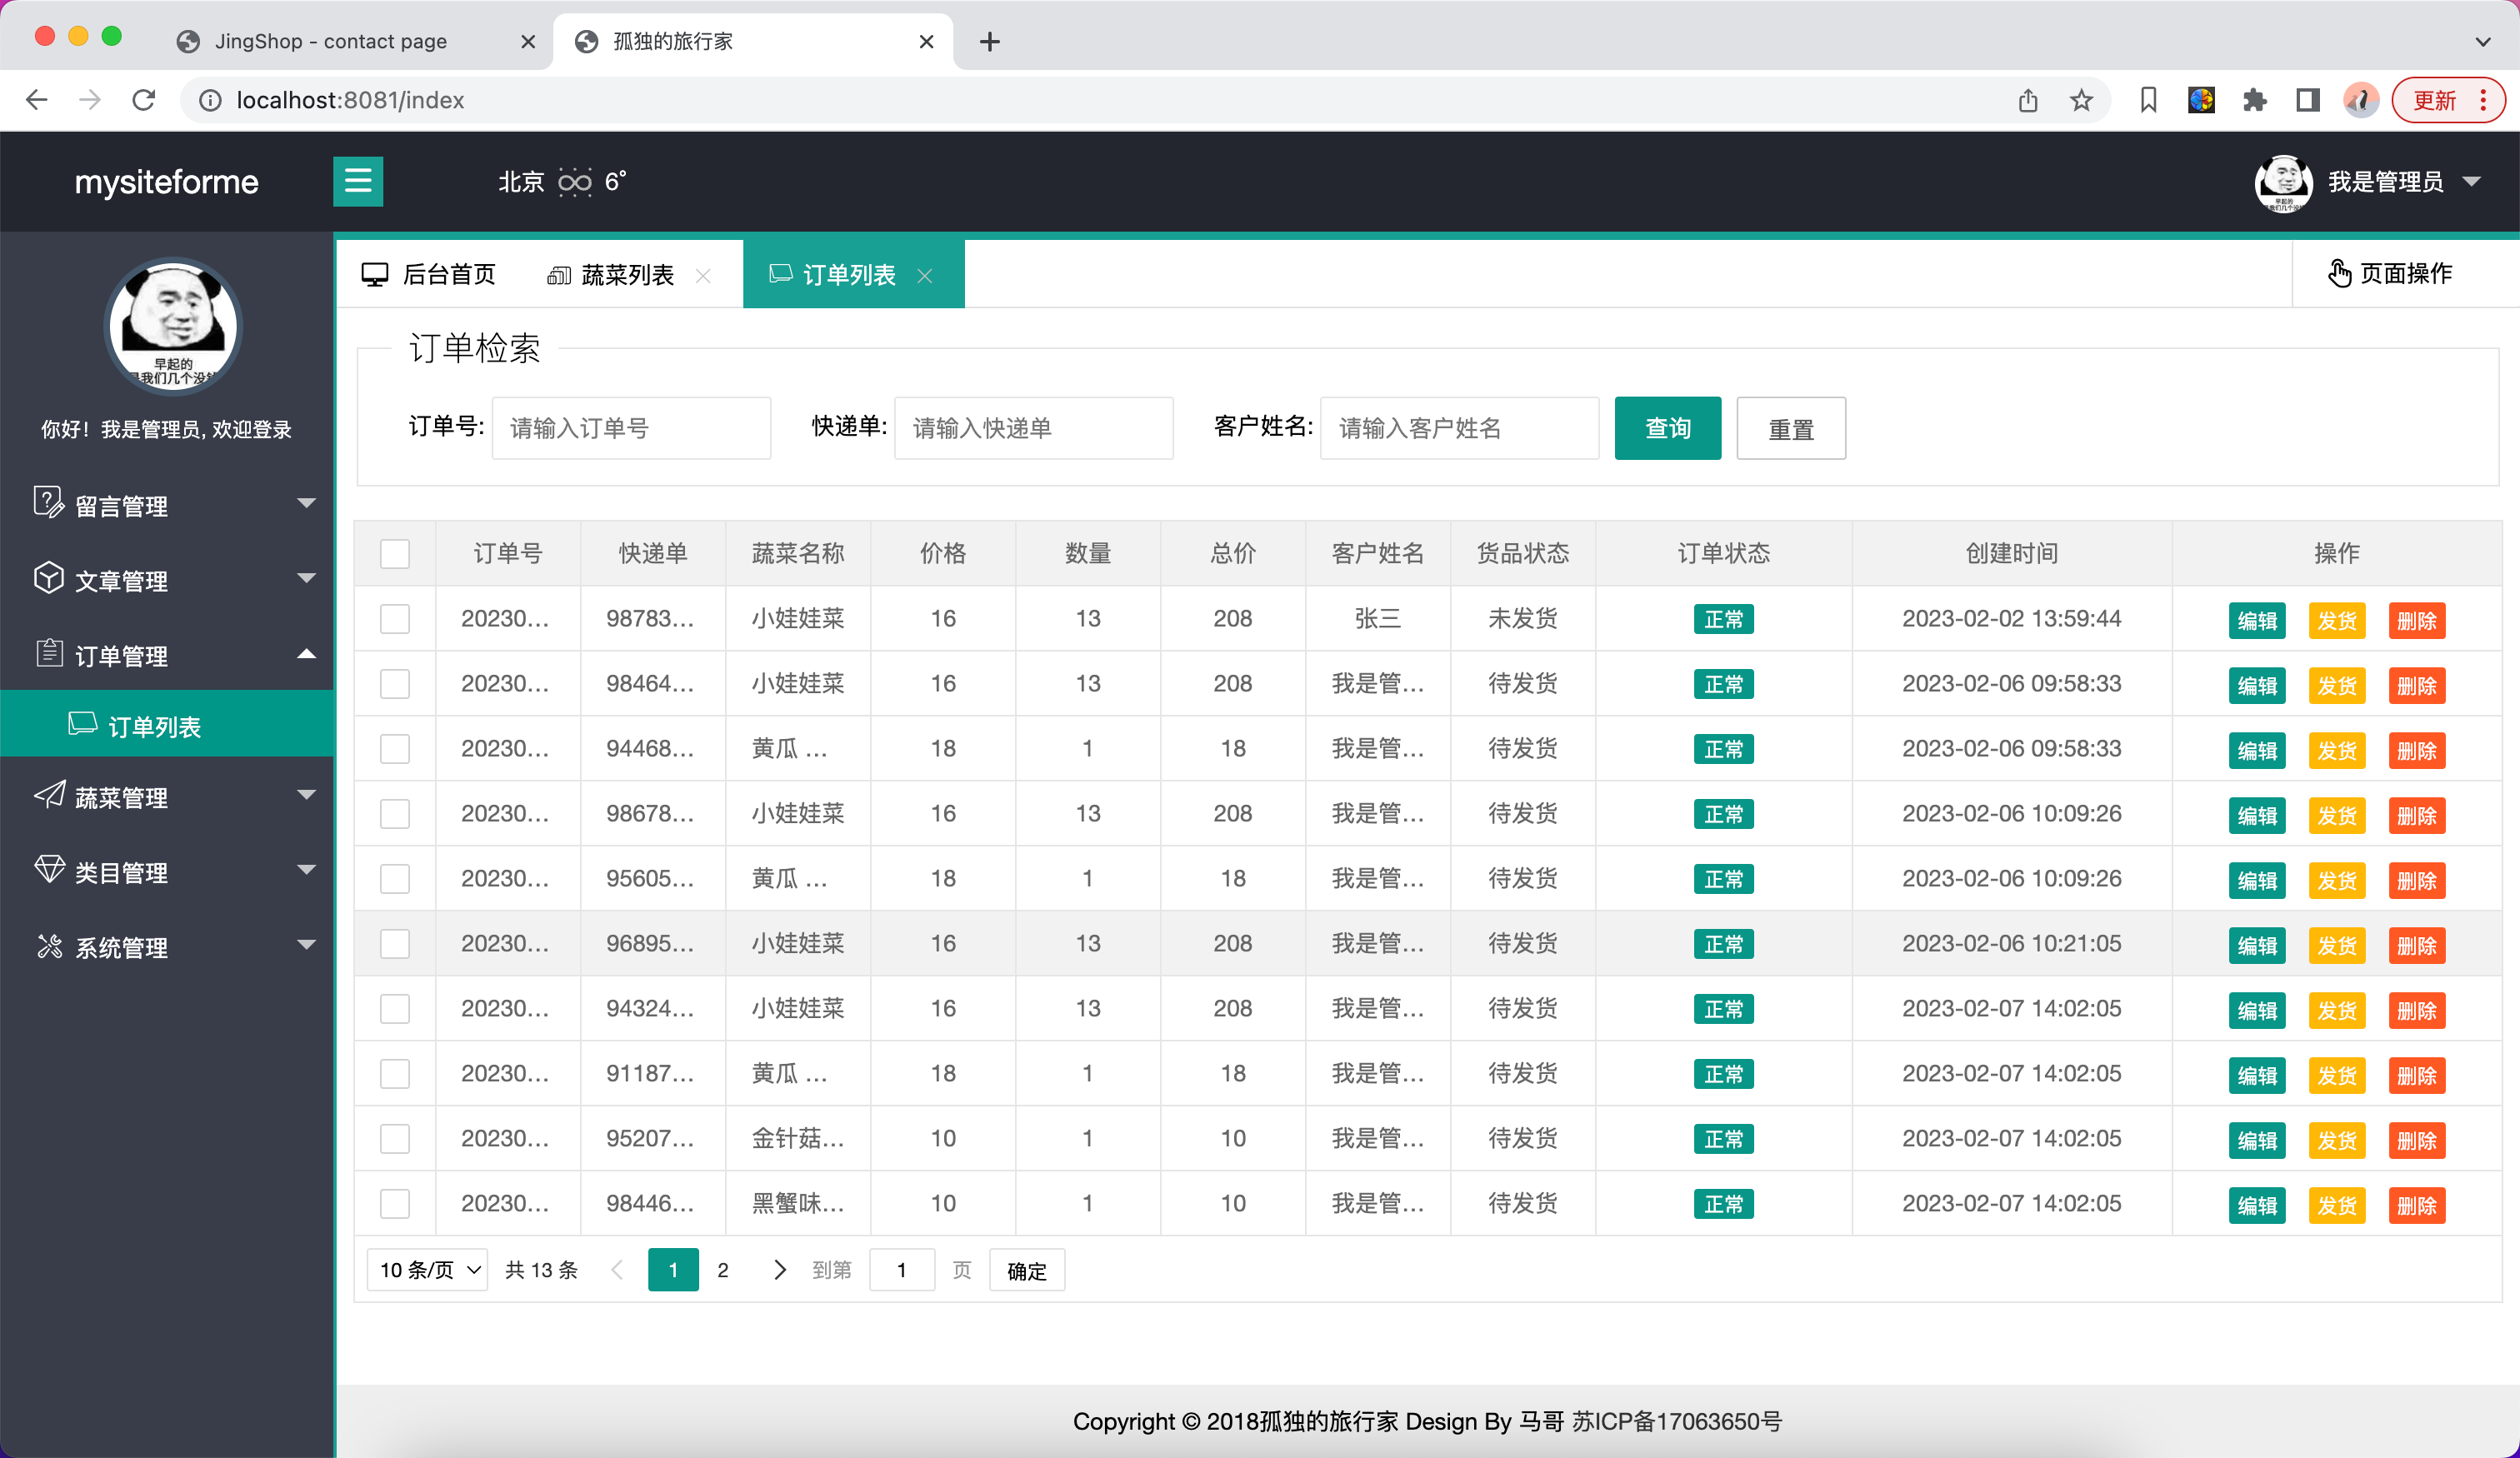 JingShop - contact page
孤独的旅行家
localhost:8081/index
更新
mysiteforme
北京 6°
我是管理员
早起的
是我们几个没钱
你好！我是管理员, 欢迎登录
留言管理
文章管理
订单管理
订单列表
蔬菜管理
类目管理
系统管理
后台首页 蔬菜列表 订单列表 页面操作
订单检索
订单号: 请输入订单号 快递单: 请输入快递单 客户姓名: 请输入客户姓名 查询 重置
订单号 快递单 蔬菜名称 价格 数量 总价 客户姓名 货品状态 订单状态 创建时间 操作
20230... 98783... 小娃娃菜 16 13 208 张三 未发货 正常 2023-02-02 13:59:44 编辑 发货 删除
20230... 98464... 小娃娃菜 16 13 208 我是管... 待发货 正常 2023-02-06 09:58:33 编辑 发货 删除
20230... 94468... 黄瓜 ... 18 1 18 我是管... 待发货 正常 2023-02-06 09:58:33 编辑 发货 删除
20230... 98678... 小娃娃菜 16 13 208 我是管... 待发货 正常 2023-02-06 10:09:26 编辑 发货 删除
20230... 95605... 黄瓜 ... 18 1 18 我是管... 待发货 正常 2023-02-06 10:09:26 编辑 发货 删除
20230... 96895... 小娃娃菜 16 13 208 我是管... 待发货 正常 2023-02-06 10:21:05 编辑 发货 删除
20230... 94324... 小娃娃菜 16 13 208 我是管... 待发货 正常 2023-02-07 14:02:05 编辑 发货 删除
20230... 91187... 黄瓜 ... 18 1 18 我是管... 待发货 正常 2023-02-07 14:02:05 编辑 发货 删除
20230... 95207... 金针菇... 10 1 10 我是管... 待发货 正常 2023-02-07 14:02:05 编辑 发货 删除
20230... 98446... 黑蟹味... 10 1 10 我是管... 待发货 正常 2023-02-07 14:02:05 编辑 发货 删除
10 条/页 共 13 条 1 2 到第 1 页 确定
Copyright © 2018孤独的旅行家 Design By 马哥 苏ICP备17063650号